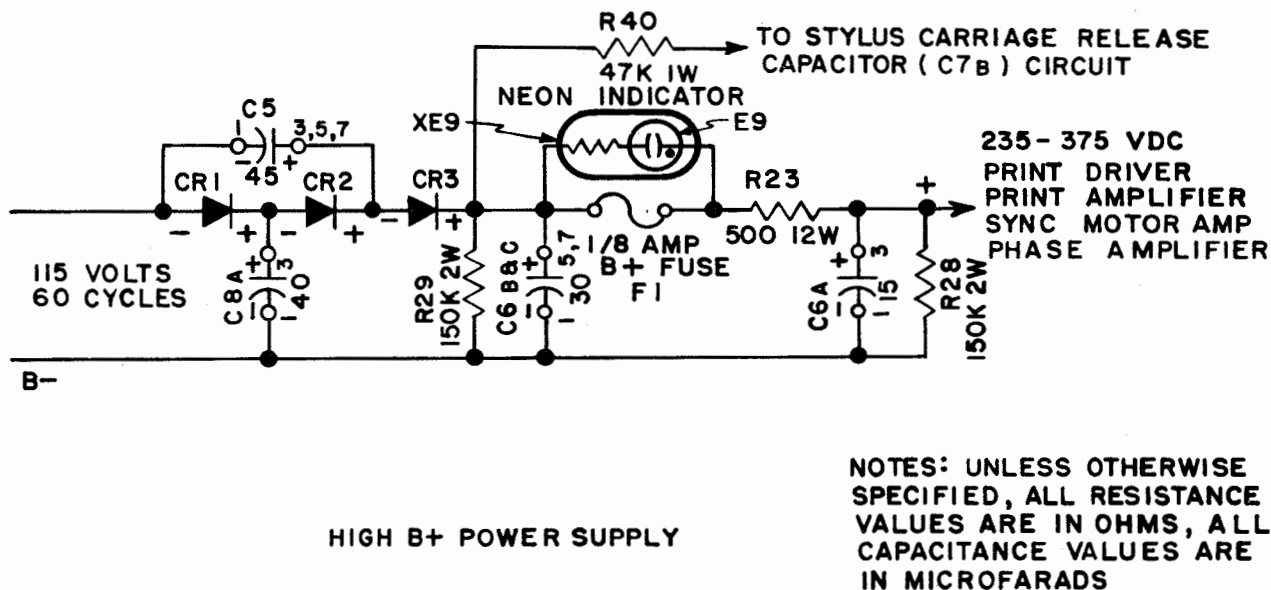 R40
47K 1W
TO STYLUS CARRIAGE RELEASE
CAPACITOR (C7B) CIRCUIT
NEON INDICATOR
XE9
E9
C5
1
3,5,7
-
+
45
CR1
CR2
CR3
-
+
-
+
-
+
115 VOLTS
60 CYCLES
C8A
+
3
1
-
40
R29
150K 2W
C6 B&C
+
5,7
30
1
1
1/8 AMP
B+ FUSE
F1
R23
500 12W
C6A
+
3
15
1
1
+
R28
150K 2W
235-375 VDC
PRINT DRIVER
PRINT AMPLIFIER
SYNC MOTOR AMP
PHASE AMPLIFIER
B-
HIGH B+ POWER SUPPLY
NOTES: UNLESS OTHERWISE
SPECIFIED, ALL RESISTANCE
VALUES ARE IN OHMS, ALL
CAPACITANCE VALUES ARE
IN MICROFARADS